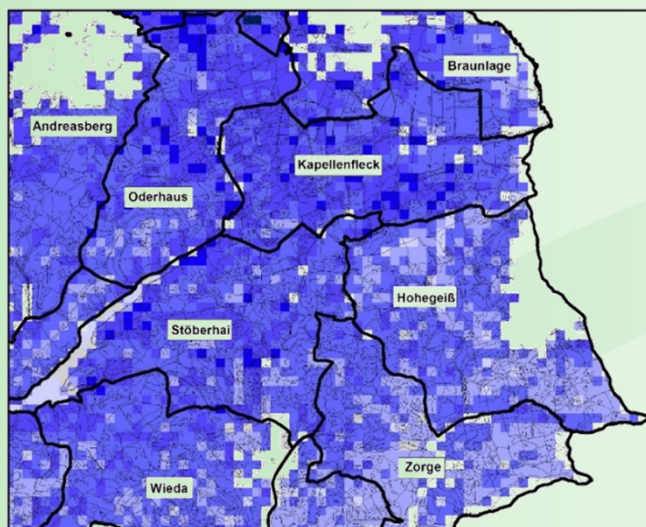 Braunlage
Andreasberg
Kapellenfleck
Oderhaus
Hohegeiß
Stöberhai
Zorge
Wieda